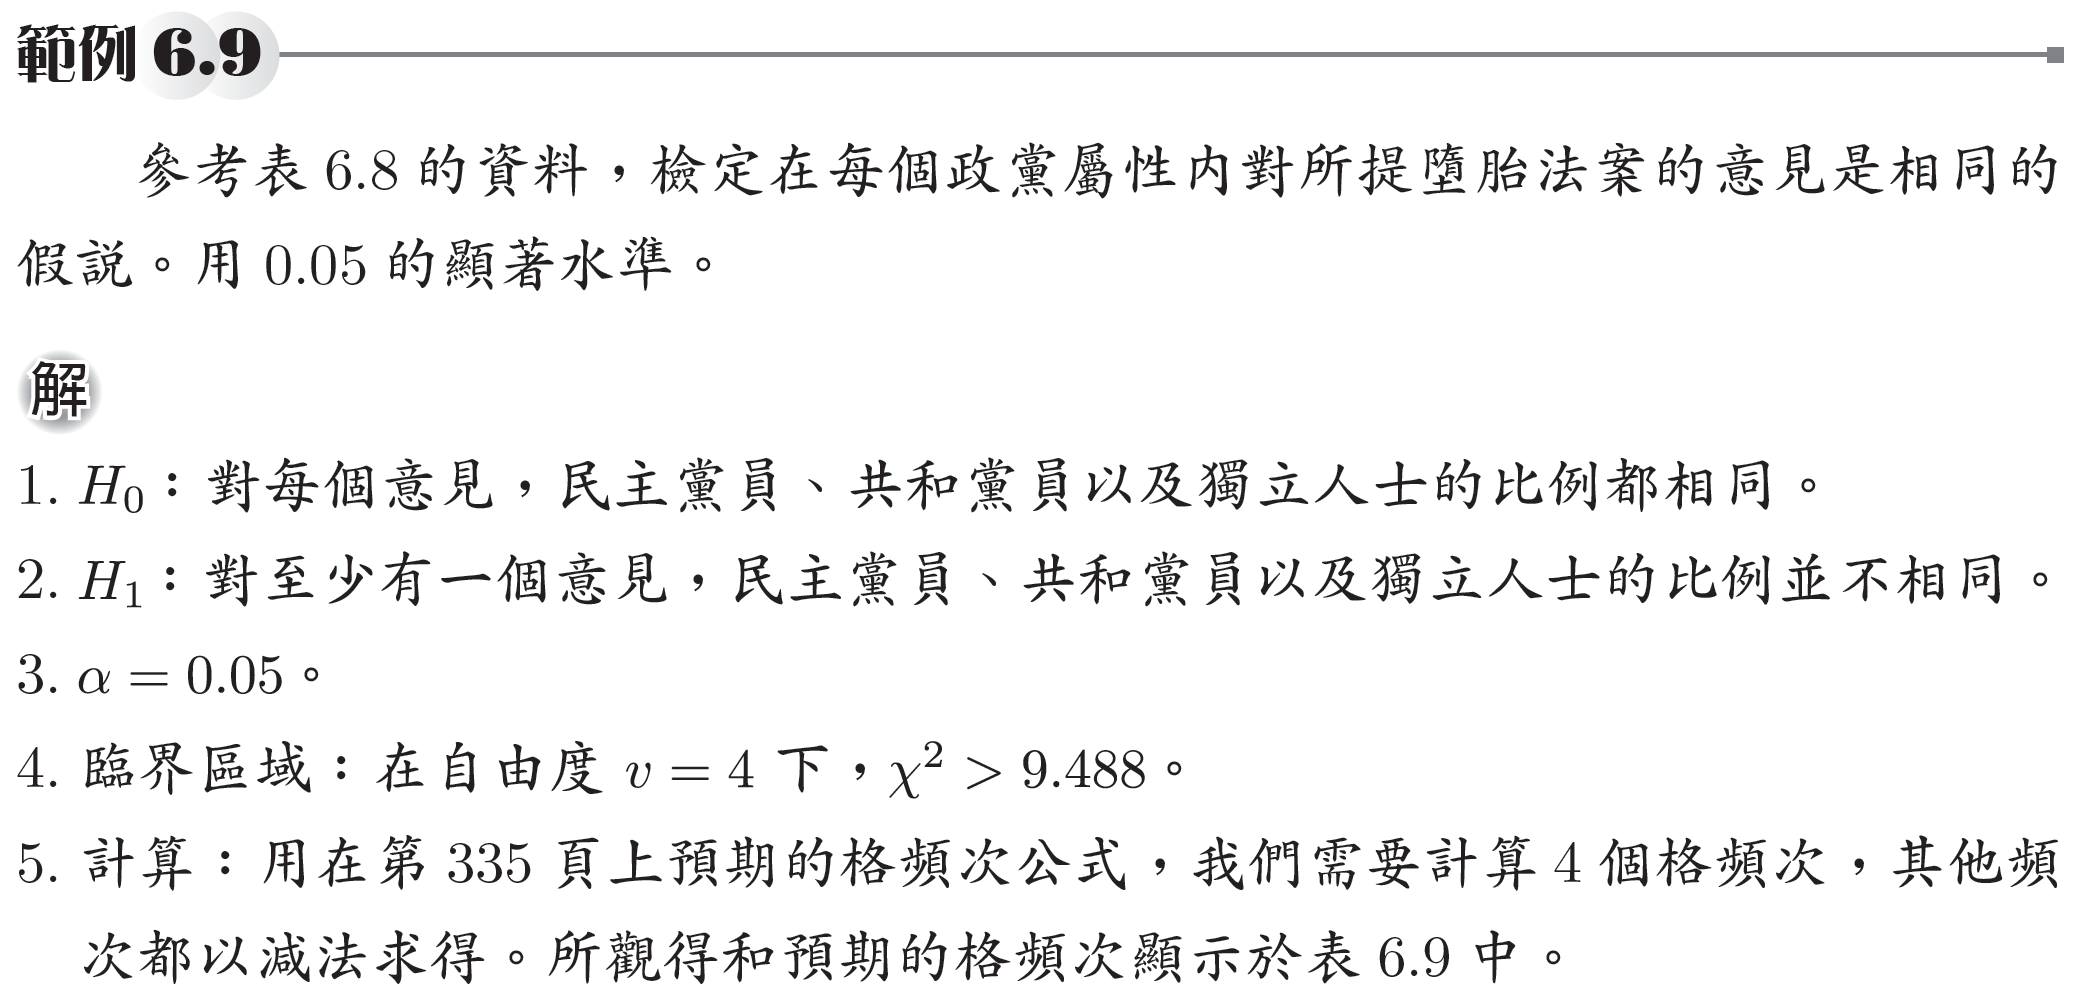 範例 6.9
參考表 6.8 的資料，檢定在每個政黨屬性內對所提墮胎法案的意見是相同的
假説。用 0.05 的顯著水準。
解
1. H₀：對每個意見，民主黨員、共和黨員以及獨立人士的比例都相同。
2. H₁：對至少有一個意見，民主黨員、共和黨員以及獨立人士的比例並不相同。
3. α = 0.05。
4. 臨界區域：在自由度 v = 4 下，χ² > 9.488。
5. 計算：用在第 335 頁上預期的格頻次公式，我們需要計算 4 個格頻次，其他頻
次都以減法求得。所觀得和預期的格頻次顯示於表 6.9 中。